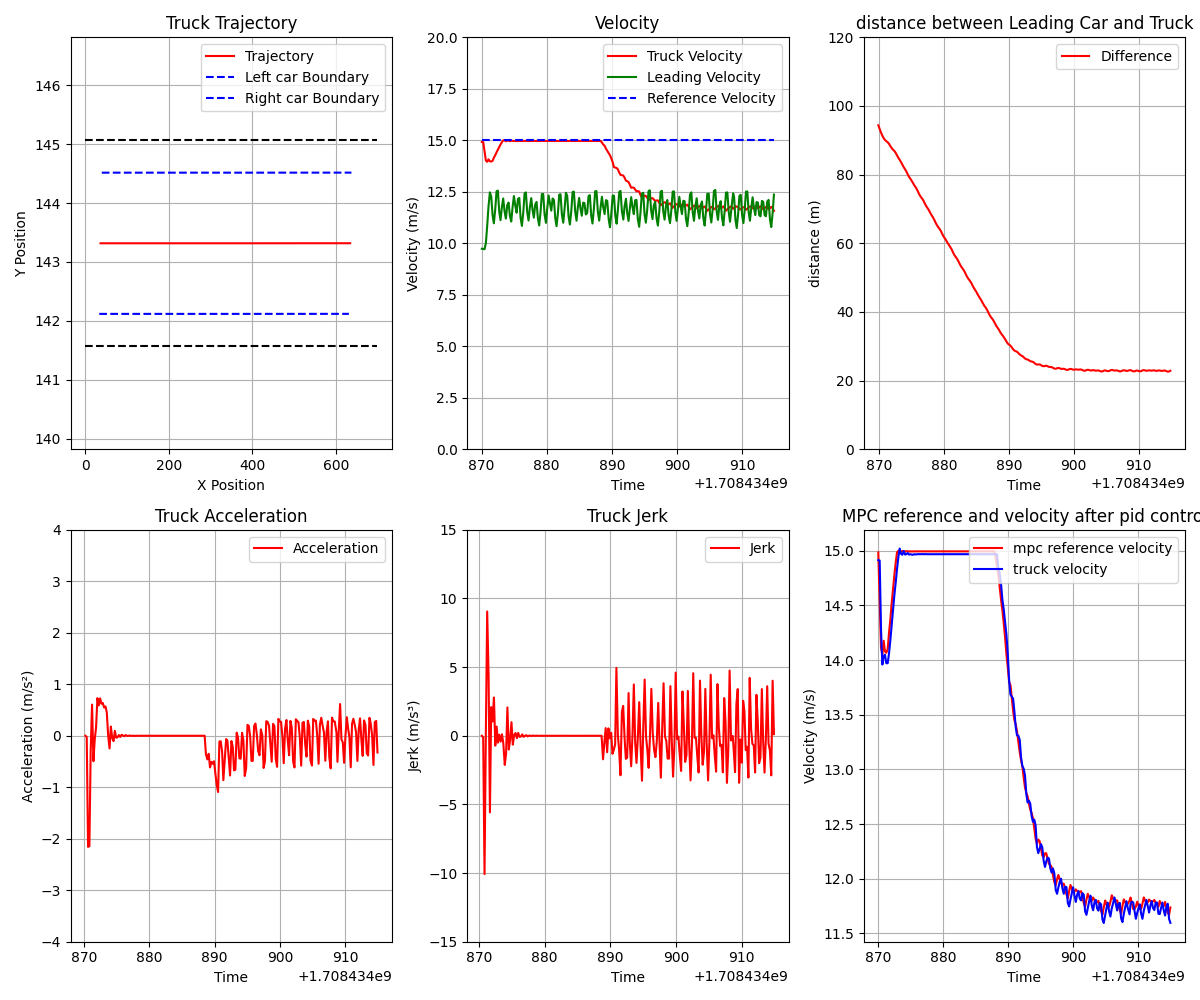 Truck Trajectory
Trajectory
Left car Boundary
Right car Boundary
146
145
144
143
142
141
140
Y Position
0 200 400 600
X Position
Velocity
Truck Velocity
Leading Velocity
Reference Velocity
20.0
17.5
15.0
12.5
10.0
7.5
5.0
2.5
0.0
Velocity (m/s)
870 880 890 900 910
Time
+1.708434e9
distance between Leading Car and Truck
Difference
120
100
80
60
40
20
0
distance (m)
870 880 890 900 910
Time
+1.708434e9
Truck Acceleration
Acceleration
4
3
2
1
0
−1
−2
−3
−4
Acceleration (m/s²)
870 880 890 900 910
Time
+1.708434e9
Truck Jerk
Jerk
15
10
5
0
−5
−10
−15
Jerk (m/s³)
870 880 890 900 910
Time
+1.708434e9
MPC reference and velocity after pid contro
mpc reference velocity
truck velocity
15.0
14.5
14.0
13.5
13.0
12.5
12.0
11.5
Velocity (m/s)
870 880 890 900 910
Time
+1.708434e9